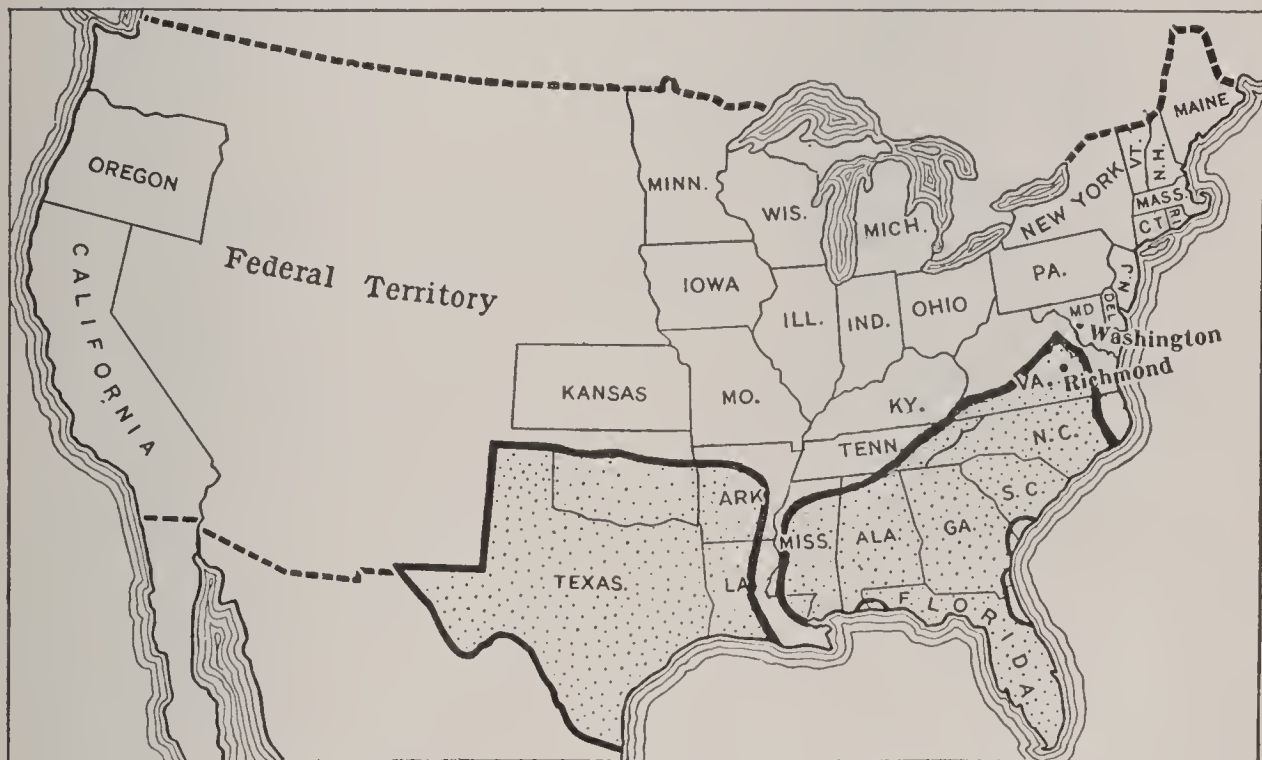 MAINE
VT.
N.H.
OREGON
MINN.
WIS.
MICH.
NEW YORK
MASS.
CT.
R.I.
CALIFORNIA
Federal Territory
IOWA
ILL.
IND.
OHIO
PA.
N.J.
MD
DEL
Washington
KANSAS
MO.
KY.
VA.
Richmond
TENN
N.C.
ARK
S.C
MISS.
ALA.
GA.
TEXAS.
LA.
FLORIDA